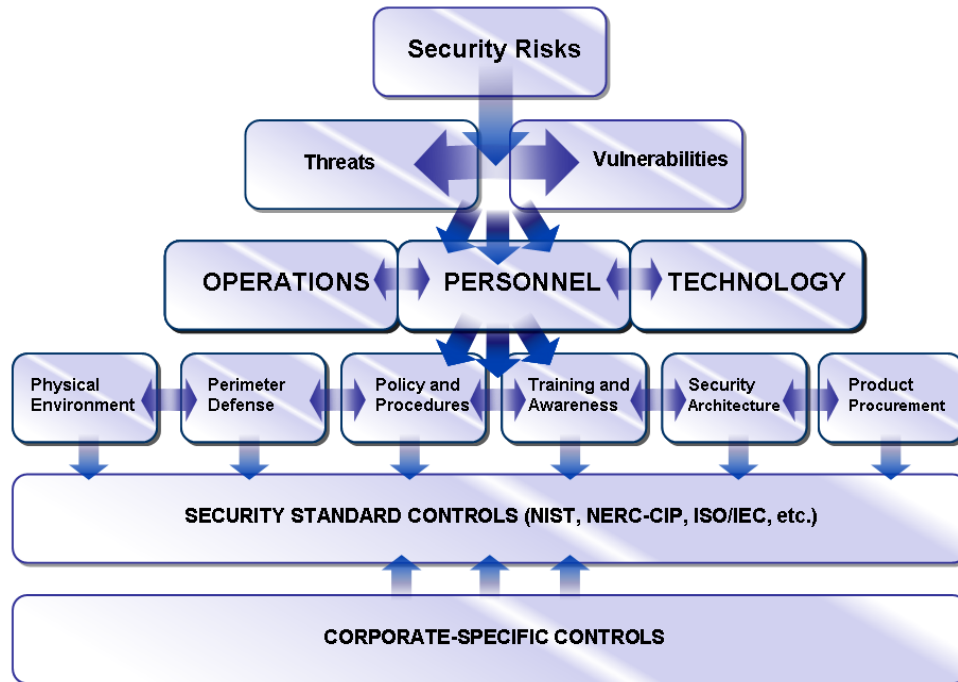 Security Risks
Threats
Vulnerabilities
OPERATIONS
PERSONNEL
TECHNOLOGY
Physical
Environment
Perimeter
Defense
Policy and
Procedures
Training and
Awareness
Security
Architecture
Product
Procurement
SECURITY STANDARD CONTROLS (NIST, NERC-CIP, ISO/IEC, etc.)
CORPORATE-SPECIFIC CONTROLS